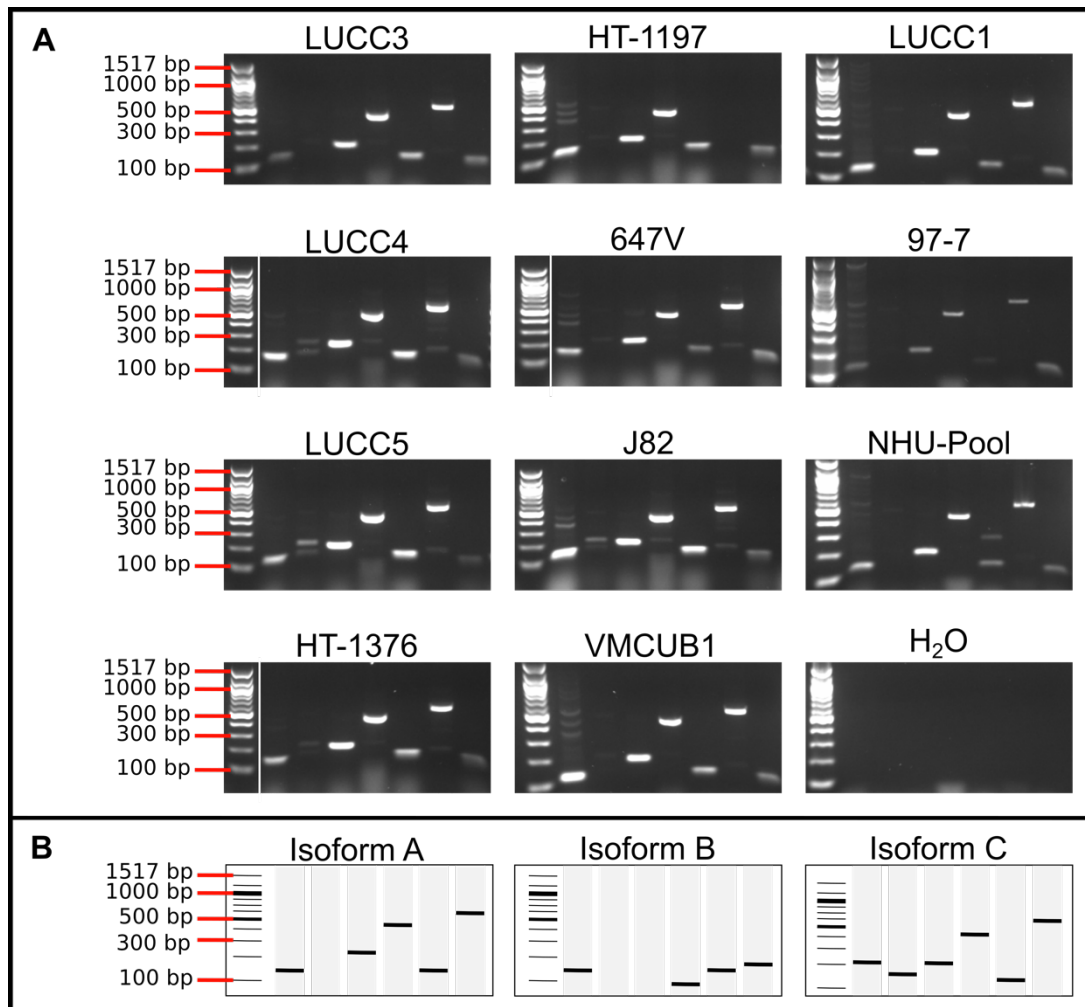 A
LUCC3 HT-1197 LUCC1
1517 bp
1000 bp
500 bp
300 bp
100 bp
LUCC4 647V 97-7
1517 bp
1000 bp
500 bp
300 bp
100 bp
LUCC5 J82 NHU-Pool
1517 bp
1000 bp
500 bp
300 bp
100 bp
HT-1376 VMCUB1 H₂O
1517 bp
1000 bp
500 bp
300 bp
100 bp
B
Isoform A Isoform B Isoform C
1517 bp
1000 bp
500 bp
300 bp
100 bp